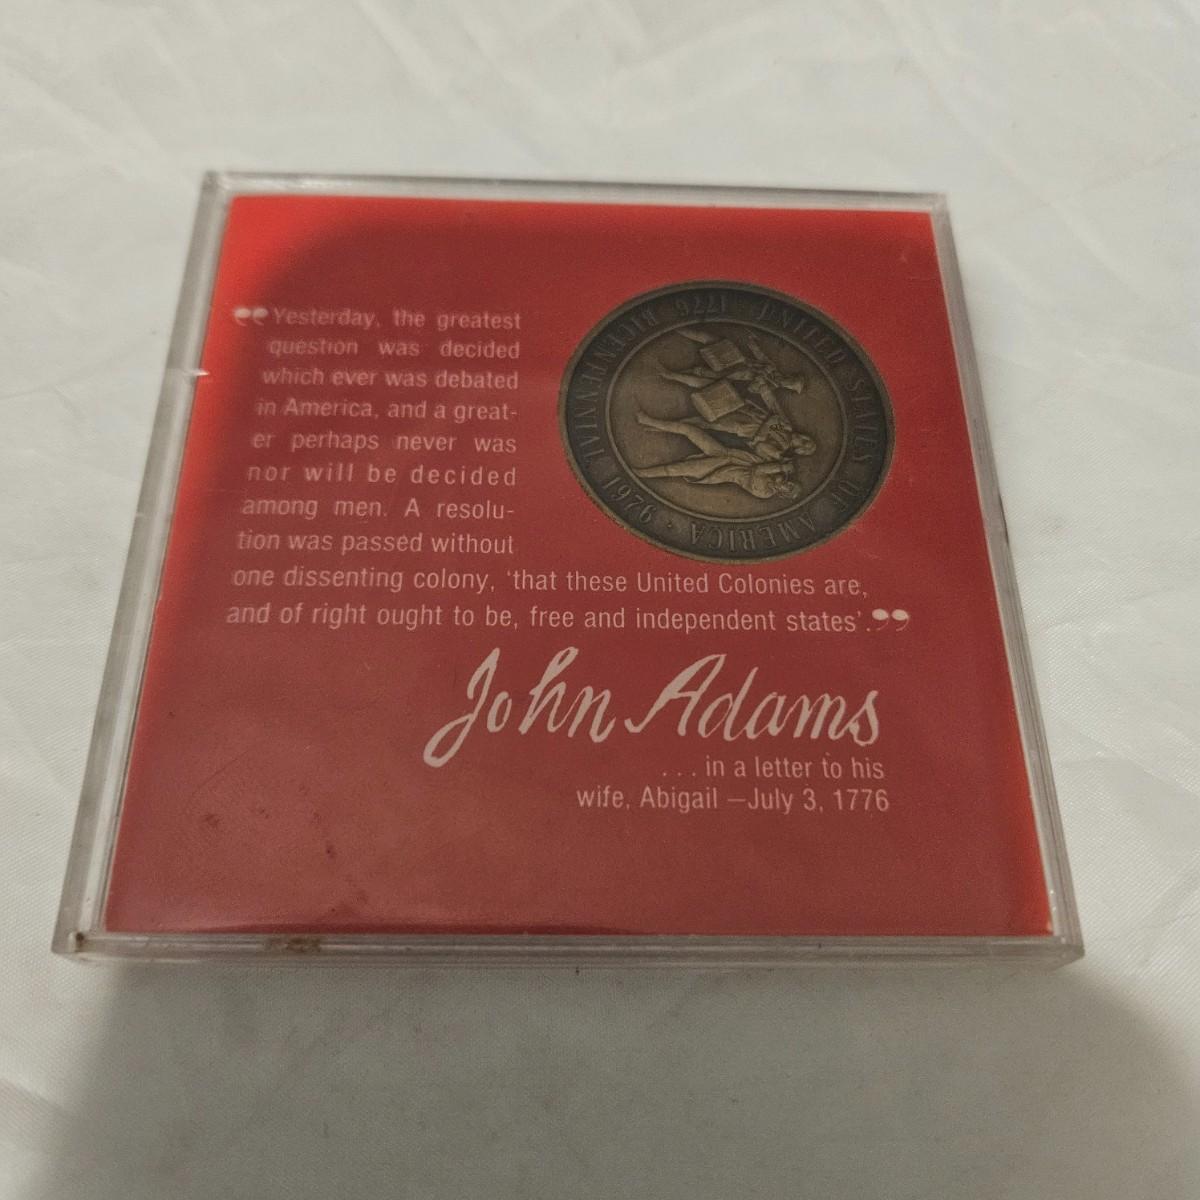 “Yesterday, the greatest
question was decided
which ever was debated
in America, and a great-
er perhaps never was
nor will be decided
among men. A resolu-
tion was passed without
one dissenting colony, ‘that these United Colonies are,
and of right ought to be, free and independent states’.”
John Adams
... in a letter to his
wife, Abigail —July 3, 1776
UNITED STATES OF AMERICA · 1976 BICENTENNIAL 1776 ·